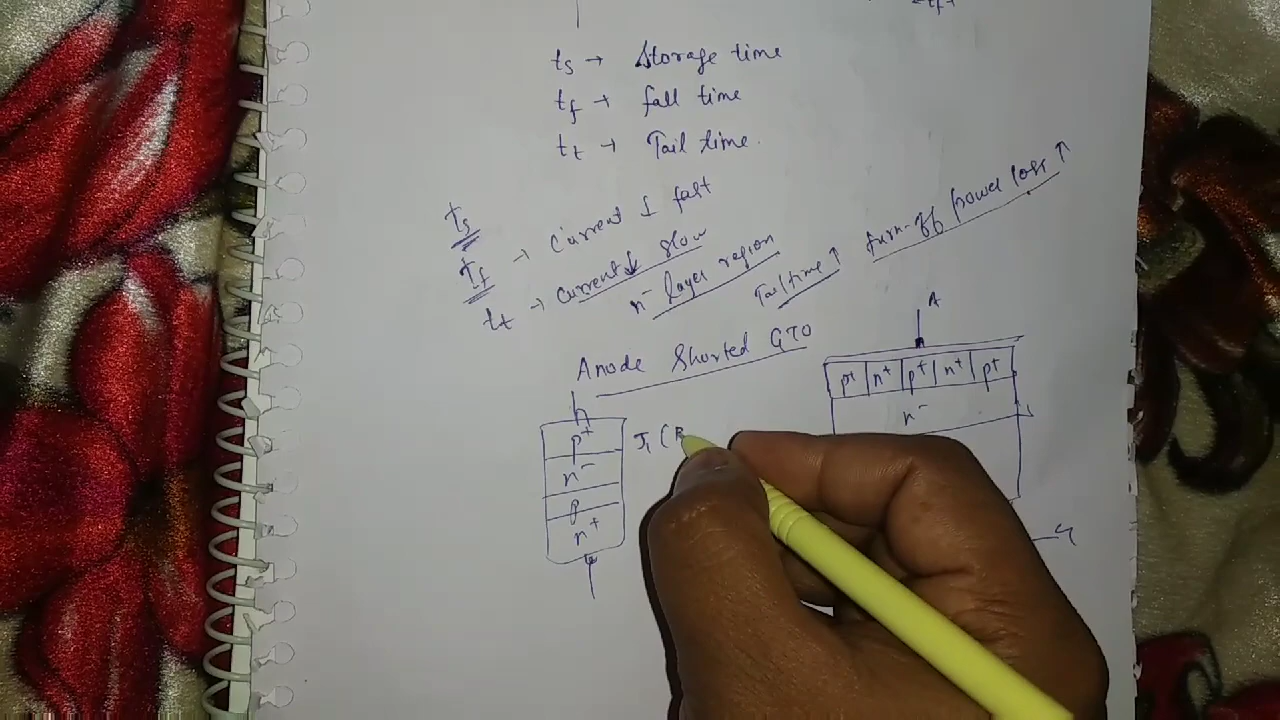 tf
ts → Storage time
tf → fall time
tt → Tail time.
ts
tf → Current ↓ fast
tt → Current ↓ slow
n⁻ layer region
Tail time ↑ turn-off power loss ↑
Anode Shorted GTO
A
p⁺ n⁺ p⁺ n⁺ p⁺
n⁻
p⁺
J₁ (R
n⁻
p
n⁺
G